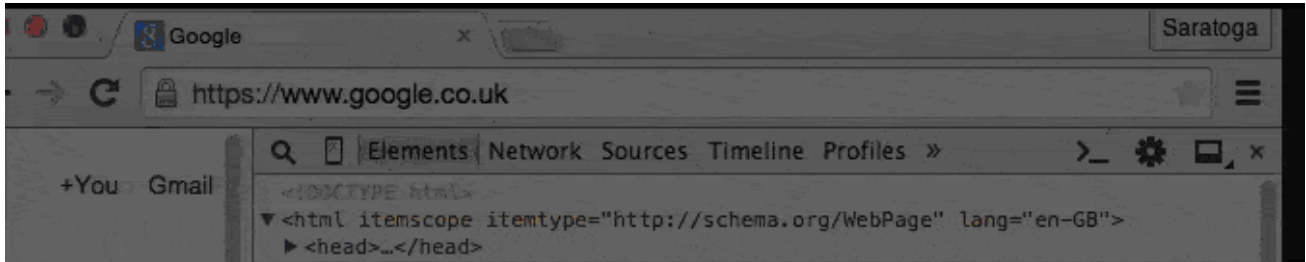 Google × Saratoga
https://www.google.co.uk
Elements Network Sources Timeline Profiles » >_ ×
+You Gmail
<!DOCTYPE html>
▼<html itemscope itemtype="http://schema.org/WebPage" lang="en-GB">
▶<head>…</head>